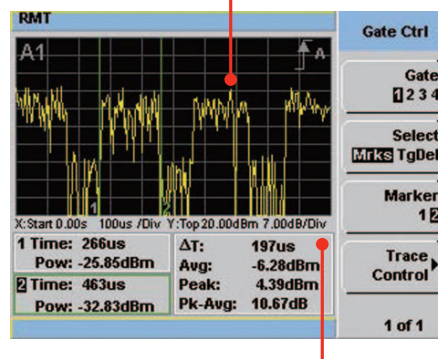 RMT
Gate Ctrl
A1
A
Gate
1 2 3 4
Select
Mrks TgDel
Marker
1 2
Trace
Control
1 of 1
1
X:Start 0.00s 100us /Div Y:Top 20.00dBm 7.00dB/Div
1 Time: 266us
Pow: -25.85dBm
2 Time: 463us
Pow: -32.83dBm
ΔT: 197us
Avg: -6.28dBm
Peak: 4.39dBm
Pk-Avg: 10.67dB